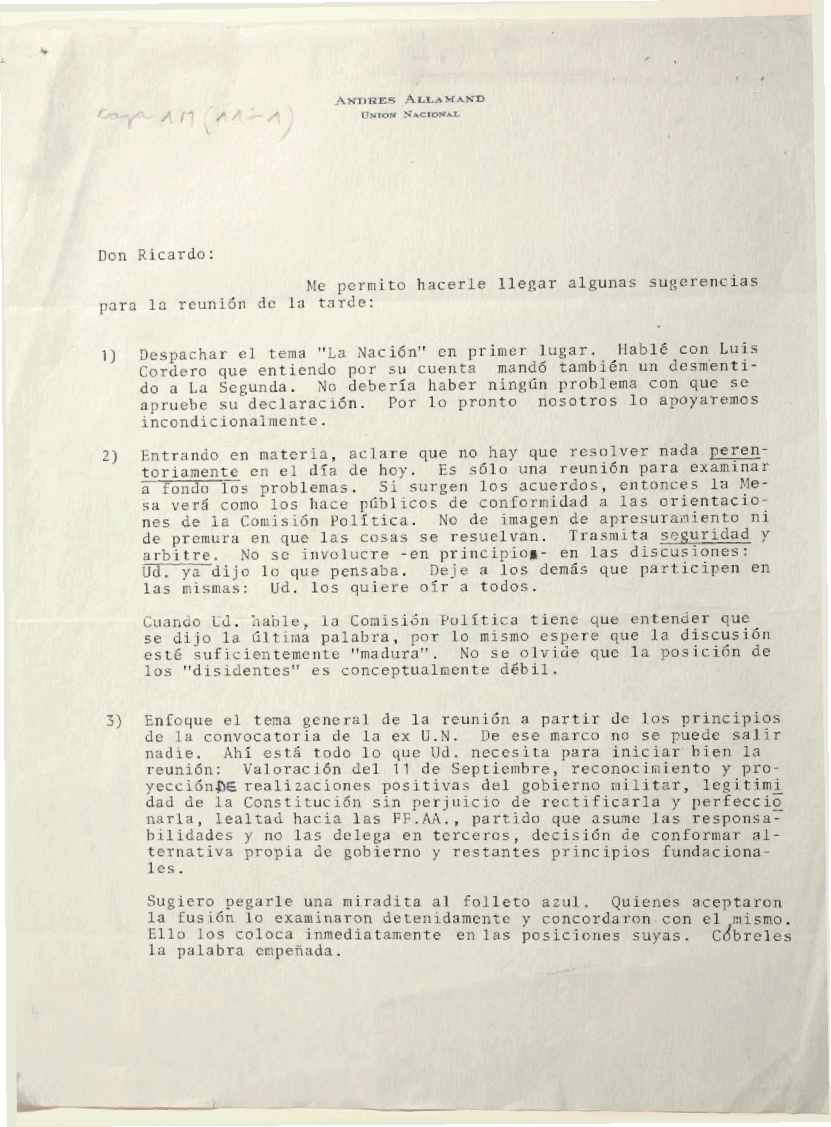 ANDRES ALLAMAND
UNION NACIONAL
caja AM (11-1)
Don Ricardo:
Me permito hacerle llegar algunas sugerencias
para la reunión de la tarde:
1) Despachar el tema "La Nación" en primer lugar. Hablé con Luis
Cordero que entiendo por su cuenta mandó también un desmenti-
do a La Segunda. No debería haber ningún problema con que se
apruebe su declaración. Por lo pronto nosotros lo apoyaremos
incondicionalmente.
2) Entrando en materia, aclare que no hay que resolver nada peren-
toriamente en el día de hoy. Es sólo una reunión para examinar
a fondo los problemas. Si surgen los acuerdos, entonces la Me-
sa verá como los hace públicos de conformidad a las orientacio-
nes de la Comisión Política. No de imagen de apresuramiento ni
de premura en que las cosas se resuelvan. Trasmita seguridad y
arbitre. No se involucre -en principio- en las discusiones:
Ud. ya dijo lo que pensaba. Deje a los demás que participen en
las mismas: Ud. los quiere oír a todos.
Cuando Ud. hable, la Comisión Política tiene que entender que
se dijo la última palabra, por lo mismo espere que la discusión
esté suficientemente "madura". No se olvide que la posición de
los "disidentes" es conceptualmente débil.
3) Enfoque el tema general de la reunión a partir de los principios
de la convocatoria de la ex U.N. De ese marco no se puede salir
nadie. Ahí está todo lo que Ud. necesita para iniciar bien la
reunión: Valoración del 11 de Septiembre, reconocimiento y pro-
yección DE realizaciones positivas del gobierno militar, legitimi
dad de la Constitución sin perjuicio de rectificarla y perfeccio
narla, lealtad hacia las FF.AA., partido que asume las responsa-
bilidades y no las delega en terceros, decisión de conformar al-
ternativa propia de gobierno y restantes principios fundaciona-
les.
Sugiero pegarle una miradita al folleto azul. Quienes aceptaron
la fusión lo examinaron detenidamente y concordaron con el mismo.
Ello los coloca inmediatamente en las posiciones suyas. Cóbreles
la palabra empeñada.